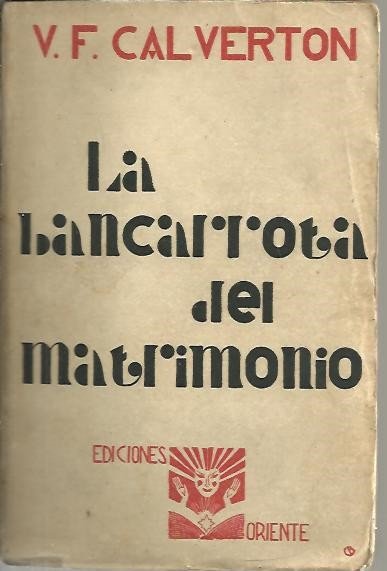 V. F. CALVERTON
La
bancarrota
del
matrimonio
EDICIONES
ORIENTE